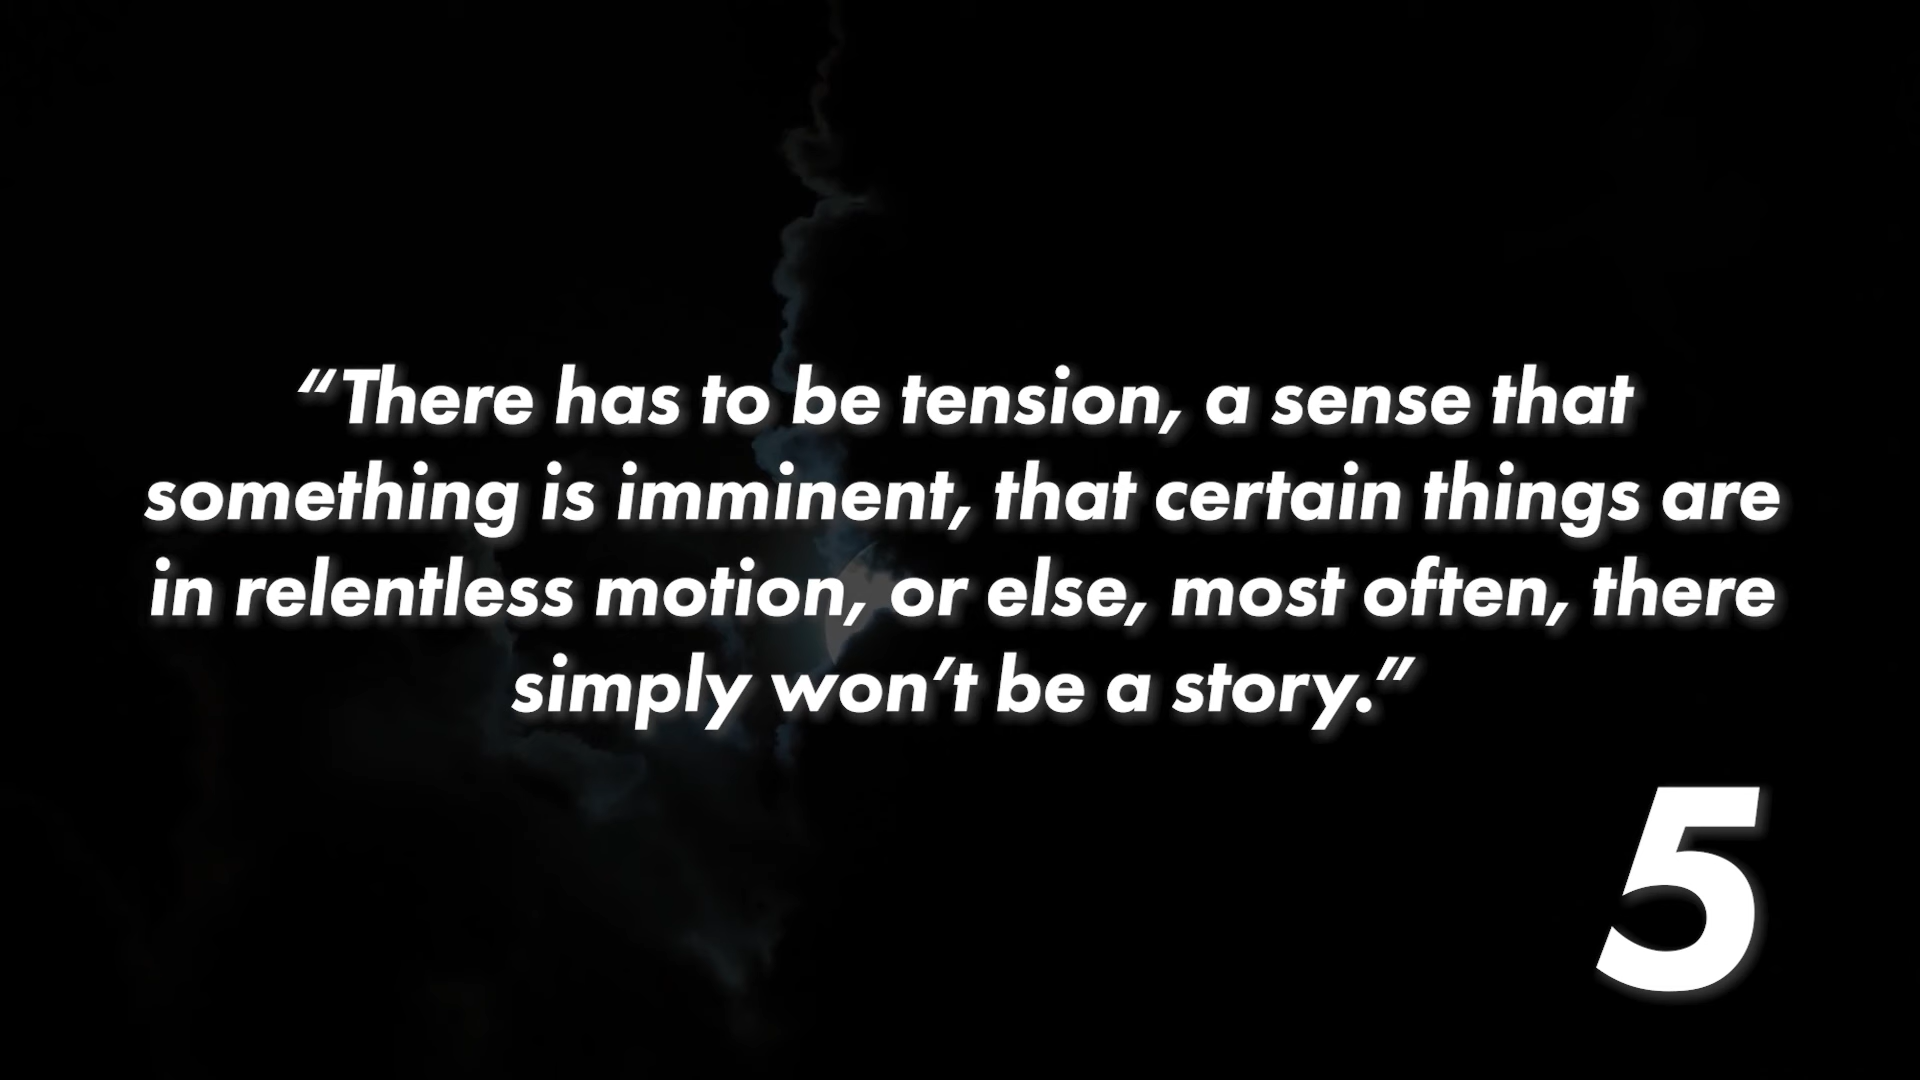 “There has to be tension, a sense that
something is imminent, that certain things are
in relentless motion, or else, most often, there
simply won’t be a story.”
5